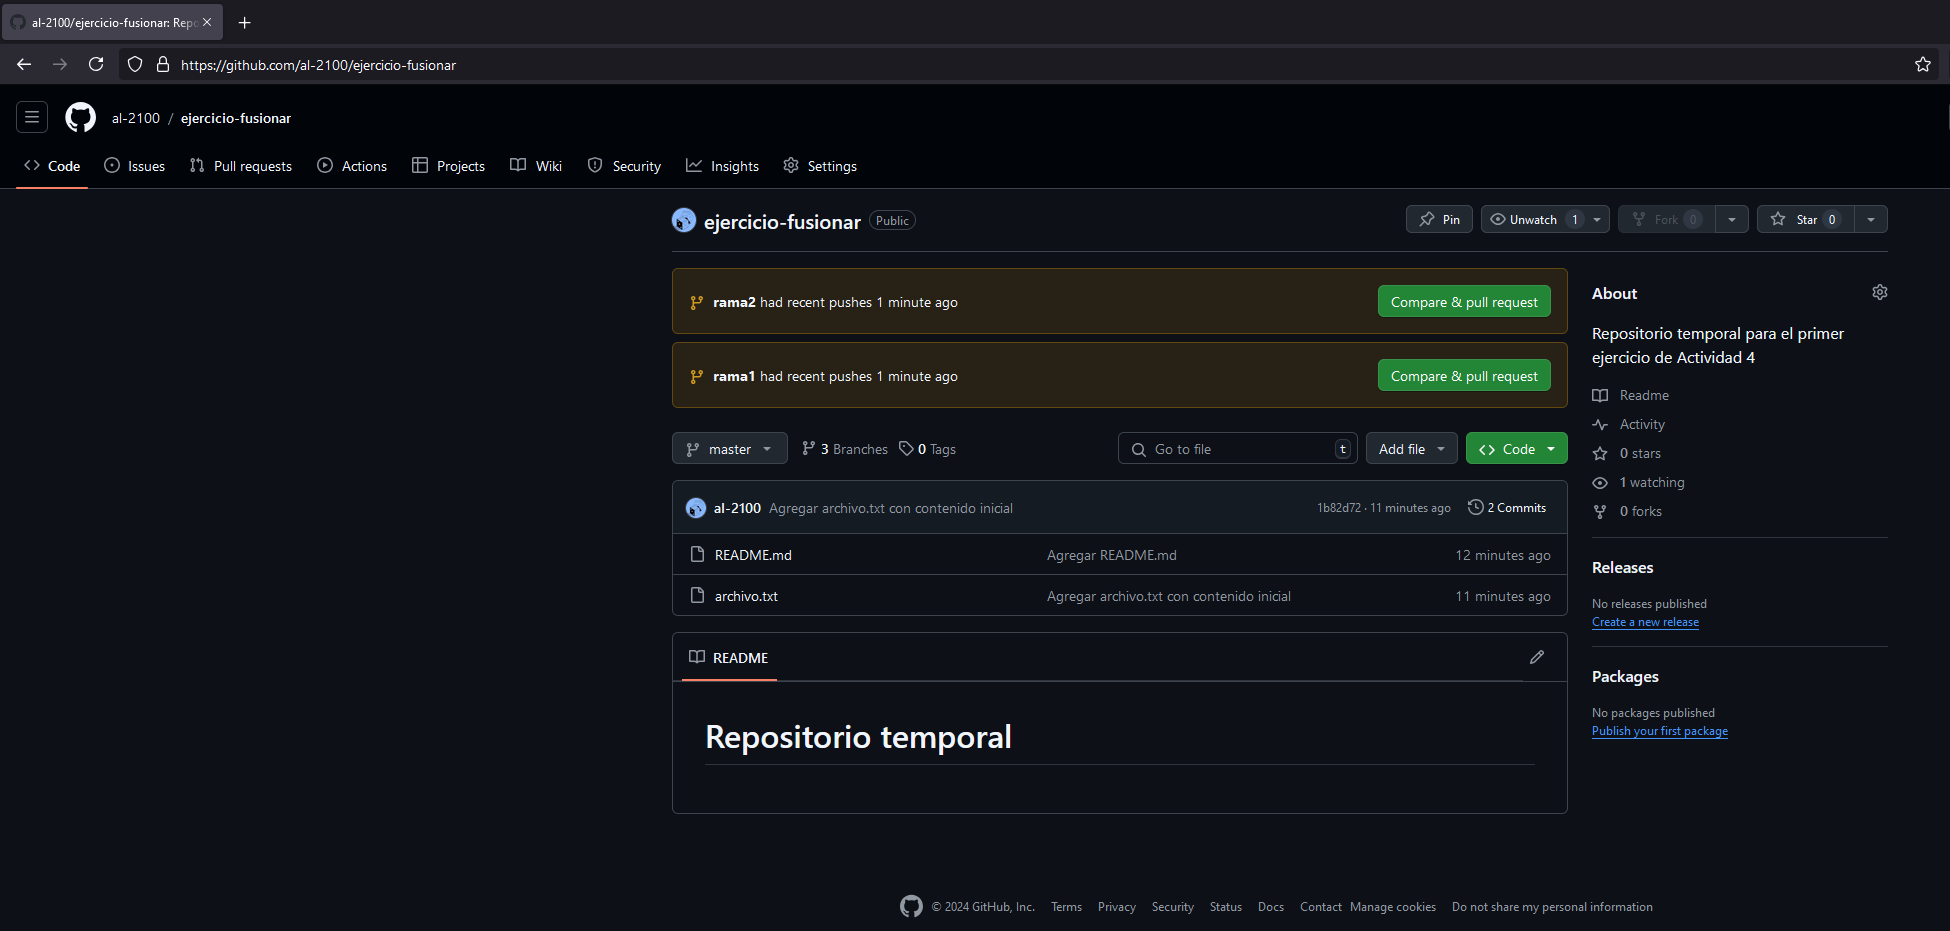 al-2100/ejercicio-fusionar: Repo
https://github.com/al-2100/ejercicio-fusionar
al-2100 / ejercicio-fusionar
Code Issues Pull requests Actions Projects Wiki Security Insights Settings
ejercicio-fusionar Public Pin Unwatch 1 Fork 0 Star 0
rama2 had recent pushes 1 minute ago Compare & pull request
rama1 had recent pushes 1 minute ago Compare & pull request
master 3 Branches 0 Tags Go to file t Add file Code
al-2100 Agregar archivo.txt con contenido inicial 1b82d72 · 11 minutes ago 2 Commits
README.md Agregar README.md 12 minutes ago
archivo.txt Agregar archivo.txt con contenido inicial 11 minutes ago
README
Repositorio temporal
About
Repositorio temporal para el primer
ejercicio de Actividad 4
Readme
Activity
0 stars
1 watching
0 forks
Releases
No releases published
Create a new release
Packages
No packages published
Publish your first package
© 2024 GitHub, Inc. Terms Privacy Security Status Docs Contact Manage cookies Do not share my personal information